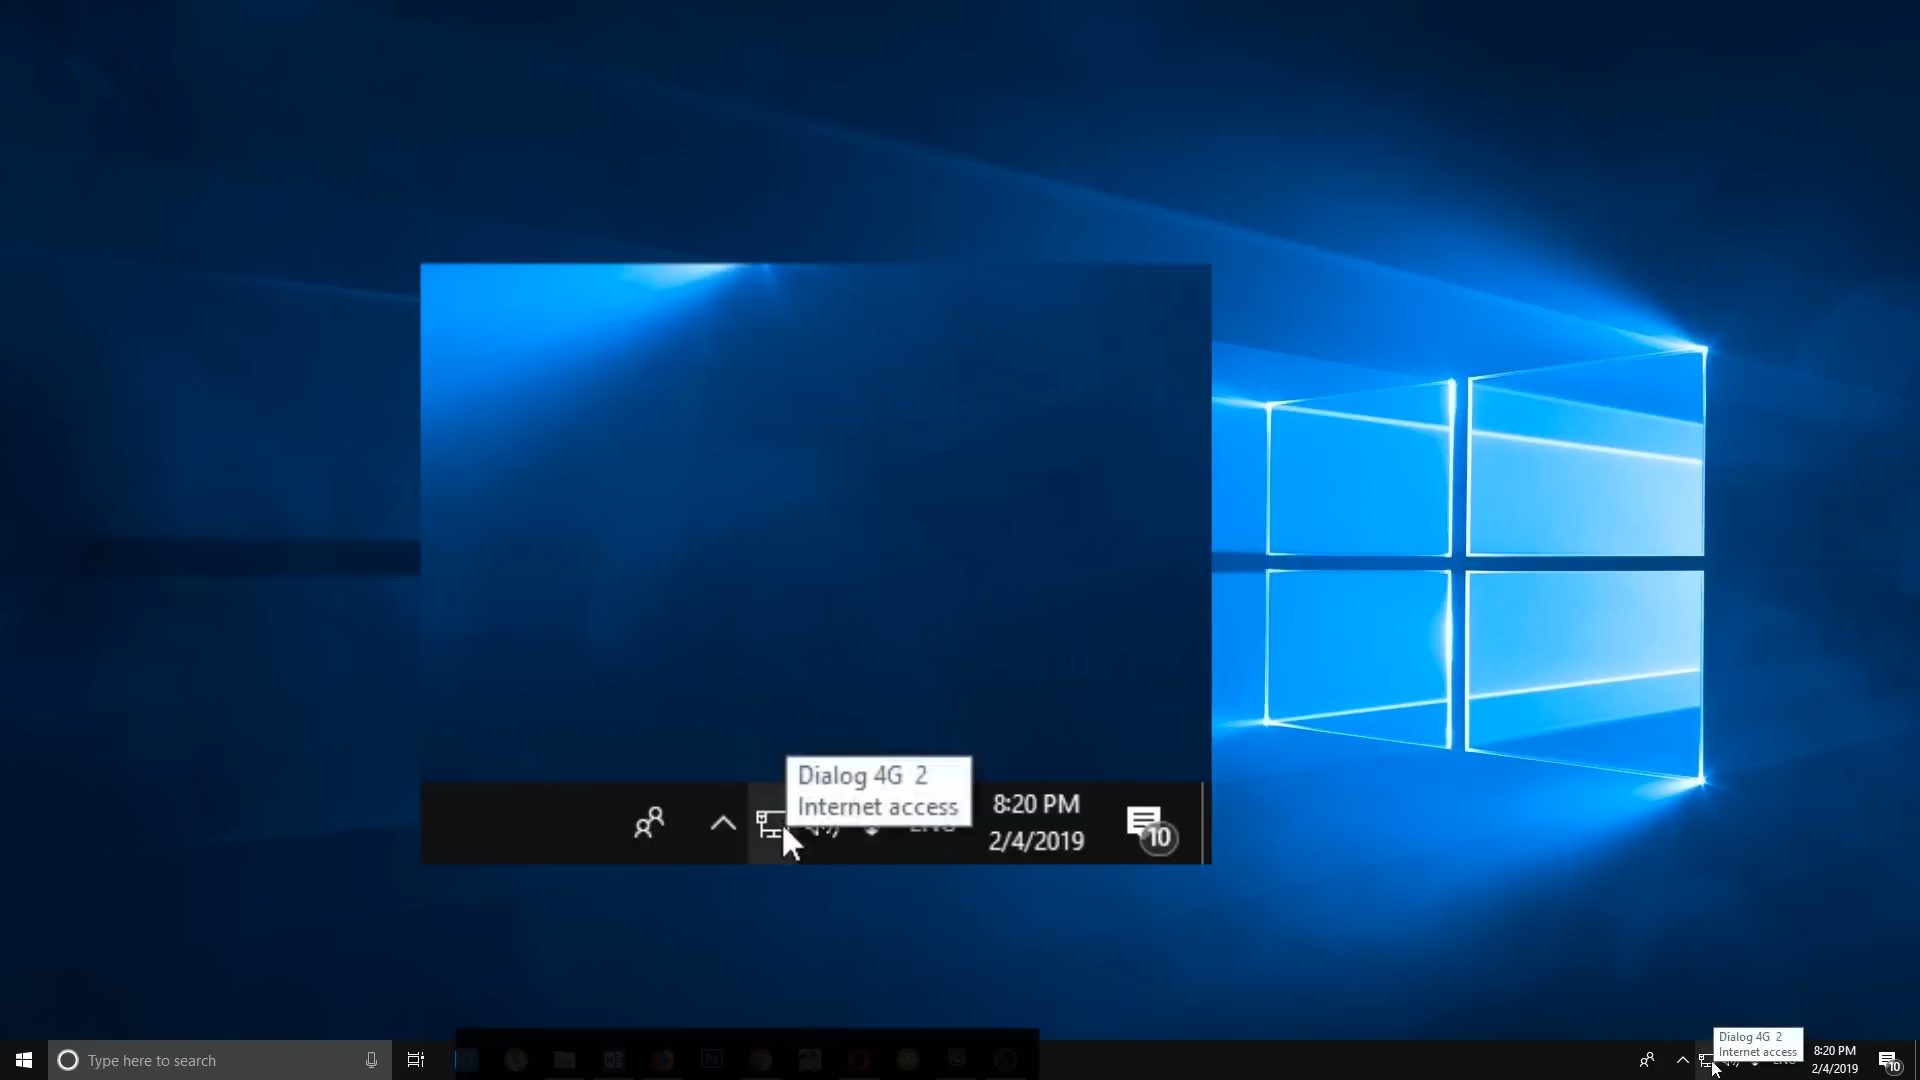 Dialog 4G 2
Internet access
8:20 PM
2/4/2019
10
Type here to search
Dialog 4G 2
Internet access
8:20 PM
2/4/2019
10